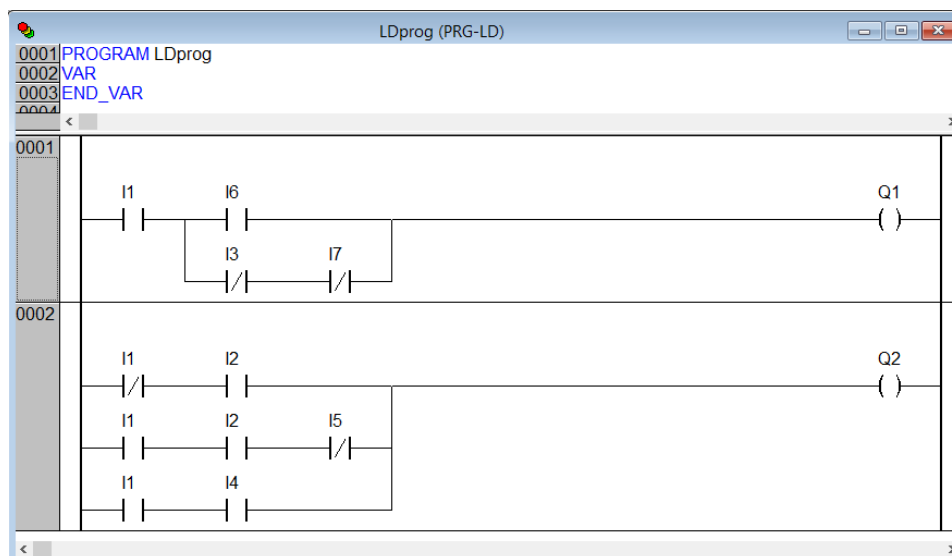 LDprog (PRG-LD)
0001 PROGRAM LDprog
0002 VAR
0003 END_VAR
0004
0001
I1 I6 Q1
I3 I7
0002
I1 I2 Q2
I1 I2 I5
I1 I4